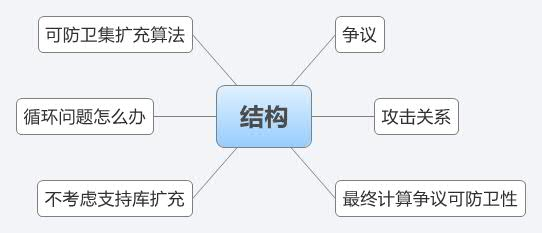 可防卫集扩充算法
争议
循环问题怎么办
结构
攻击关系
不考虑支持库扩充
最终计算争议可防卫性